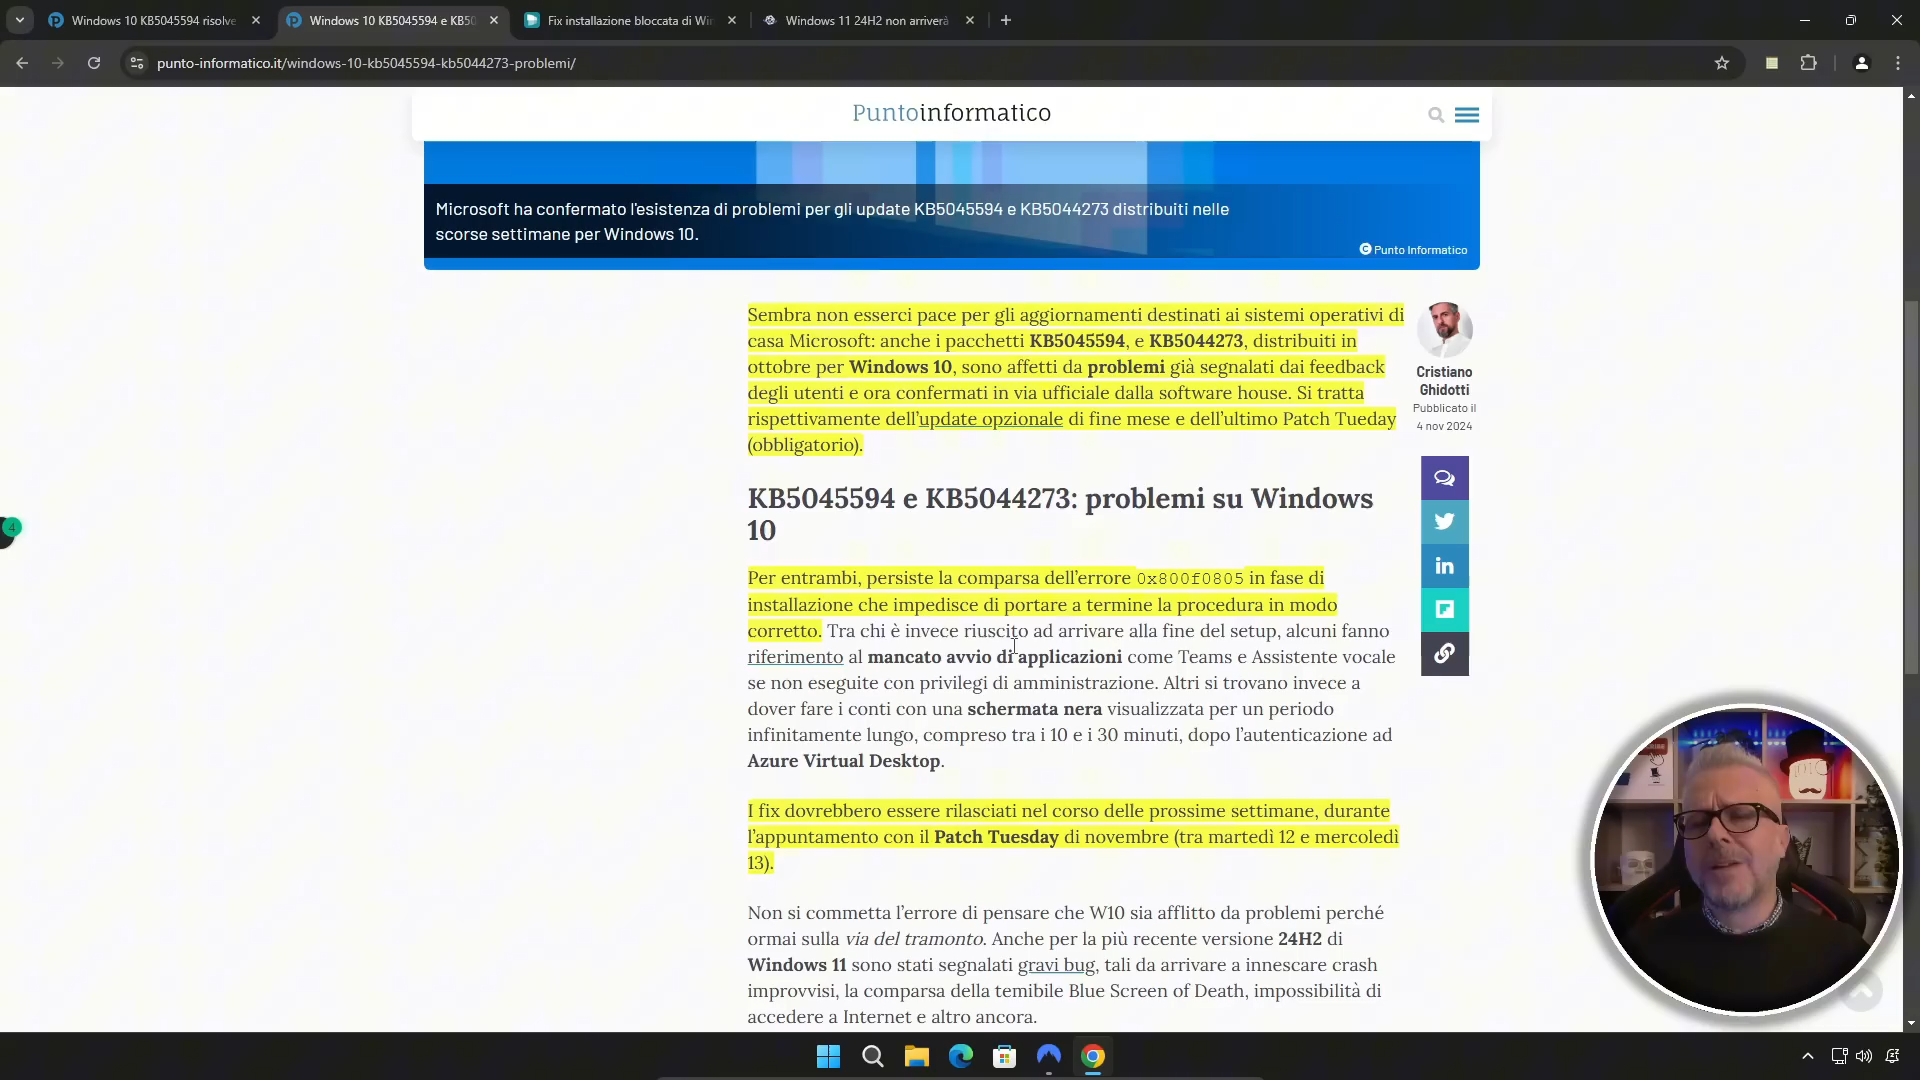 Windows 10 KB5045594 risolve
Windows 10 KB5045594 e KB50
Fix installazione bloccata di Win
Windows 11 24H2 non arriverà
punto-informatico.it/windows-10-kb5045594-kb5044273-problemi/
Puntoinformatico
Microsoft ha confermato l'esistenza di problemi per gli update KB5045594 e KB5044273 distribuiti nelle
scorse settimane per Windows 10.
Punto Informatico
Sembra non esserci pace per gli aggiornamenti destinati ai sistemi operativi di
casa Microsoft: anche i pacchetti KB5045594, e KB5044273, distribuiti in
ottobre per Windows 10, sono affetti da problemi già segnalati dai feedback
degli utenti e ora confermati in via ufficiale dalla software house. Si tratta
rispettivamente dell’update opzionale di fine mese e dell’ultimo Patch Tueday
(obbligatorio).
Cristiano
Ghidotti
Pubblicato il
4 nov 2024
KB5045594 e KB5044273: problemi su Windows
10
Per entrambi, persiste la comparsa dell’errore 0x800f0805 in fase di
installazione che impedisce di portare a termine la procedura in modo
corretto. Tra chi è invece riuscito ad arrivare alla fine del setup, alcuni fanno
riferimento al mancato avvio di applicazioni come Teams e Assistente vocale
se non eseguite con privilegi di amministrazione. Altri si trovano invece a
dover fare i conti con una schermata nera visualizzata per un periodo
infinitamente lungo, compreso tra i 10 e i 30 minuti, dopo l’autenticazione ad
Azure Virtual Desktop.
I fix dovrebbero essere rilasciati nel corso delle prossime settimane, durante
l’appuntamento con il Patch Tuesday di novembre (tra martedì 12 e mercoledì
13).
Non si commetta l’errore di pensare che W10 sia afflitto da problemi perché
ormai sulla via del tramonto. Anche per la più recente versione 24H2 di
Windows 11 sono stati segnalati gravi bug, tali da arrivare a innescare crash
improvvisi, la comparsa della temibile Blue Screen of Death, impossibilità di
accedere a Internet e altro ancora.
4